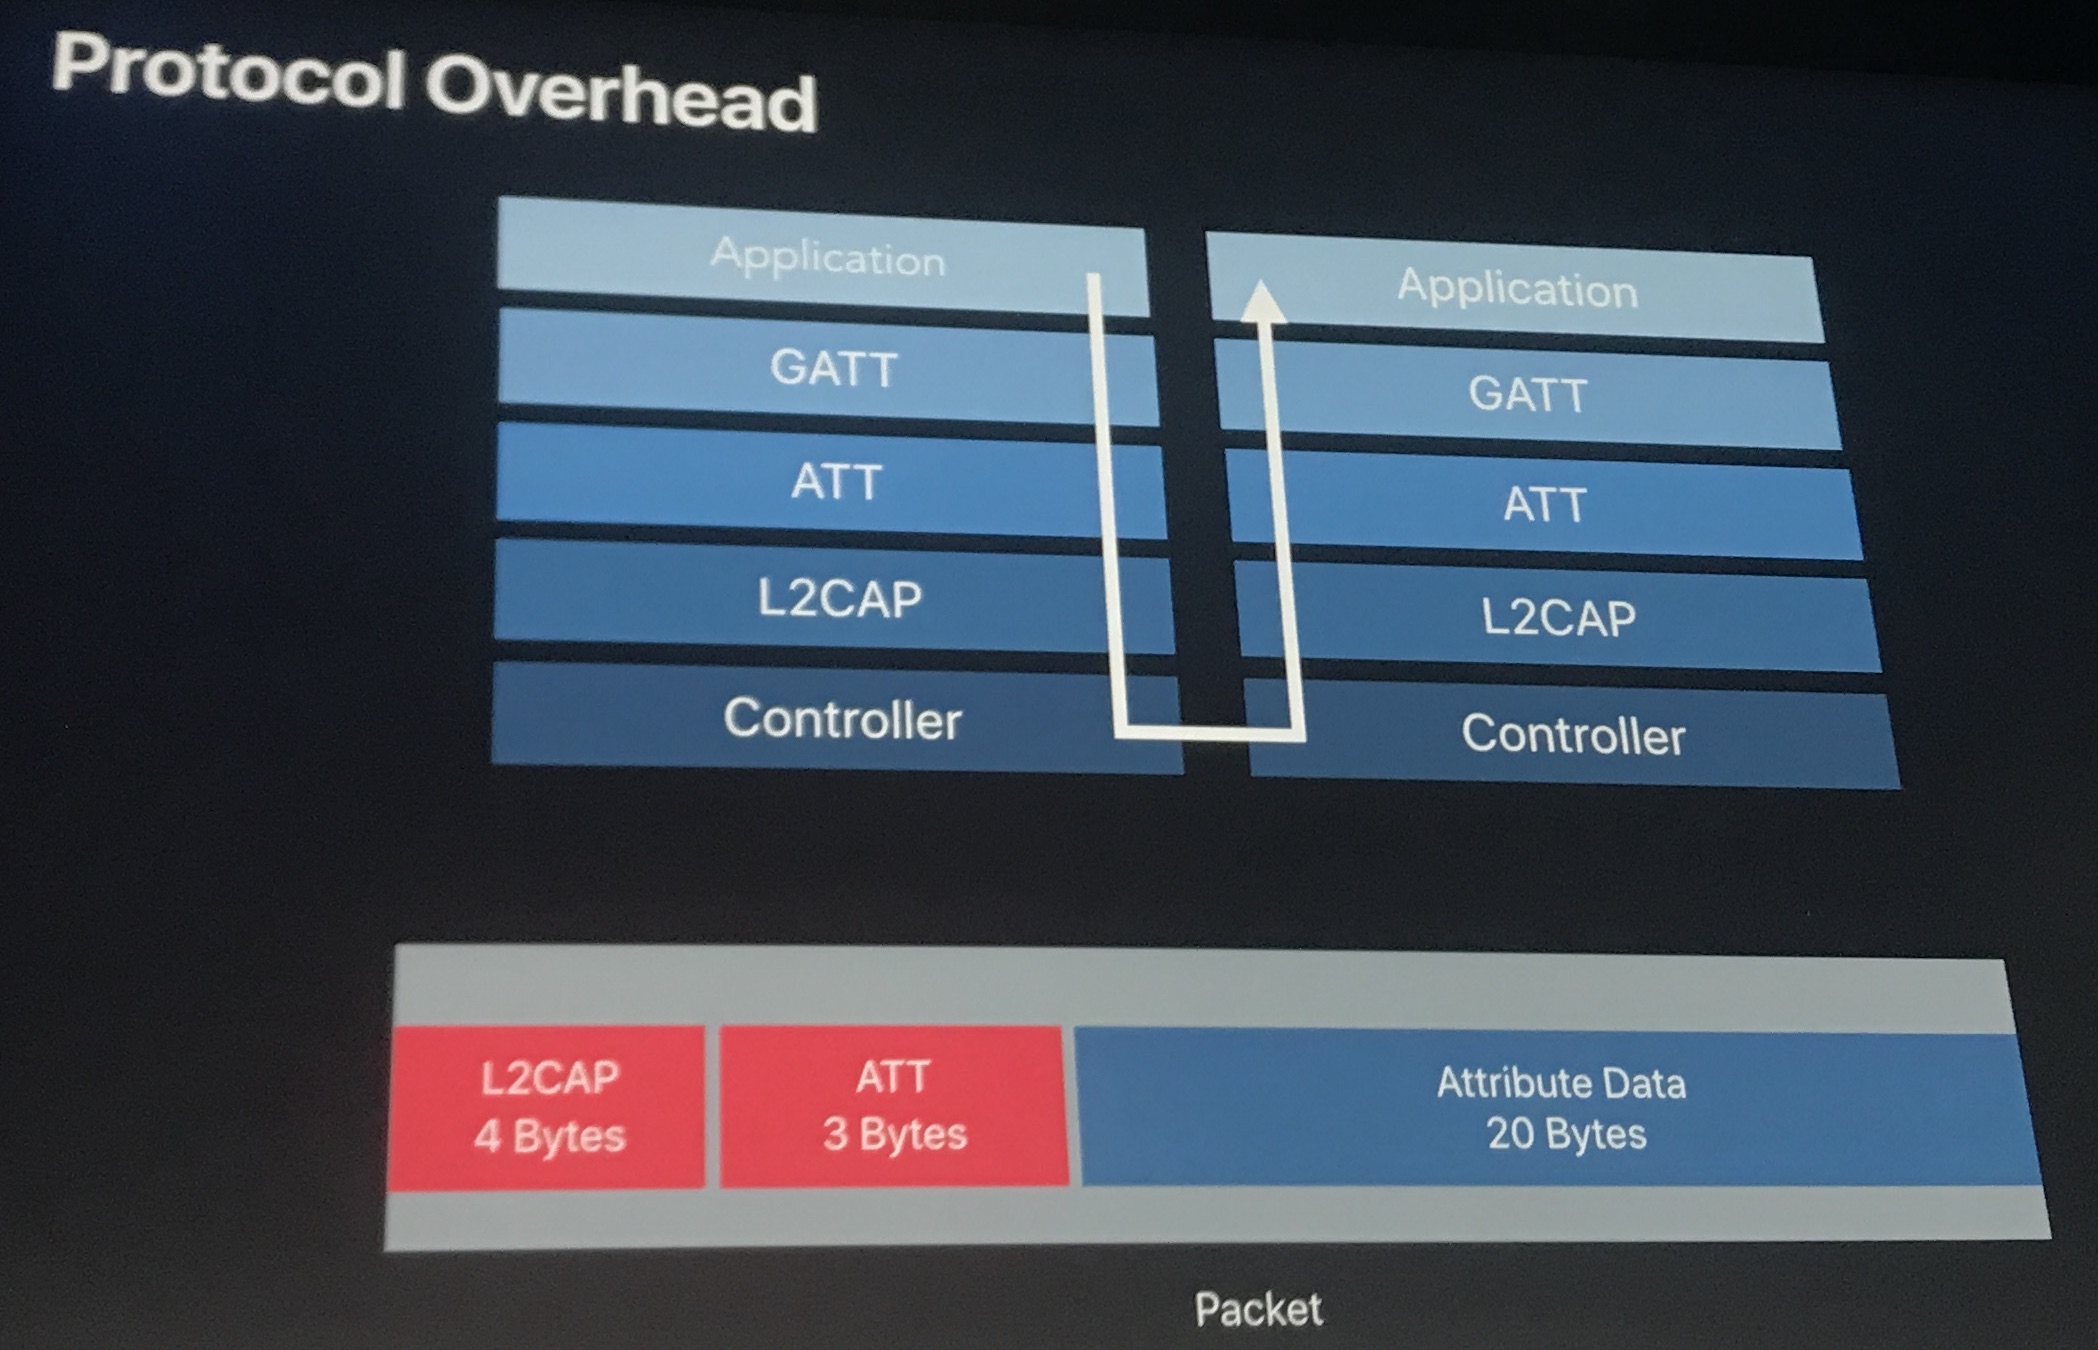 Protocol Overhead
Application
Application
GATT
GATT
ATT
ATT
L2CAP
L2CAP
Controller
Controller
L2CAP
4 Bytes
ATT
3 Bytes
Attribute Data
20 Bytes
Packet